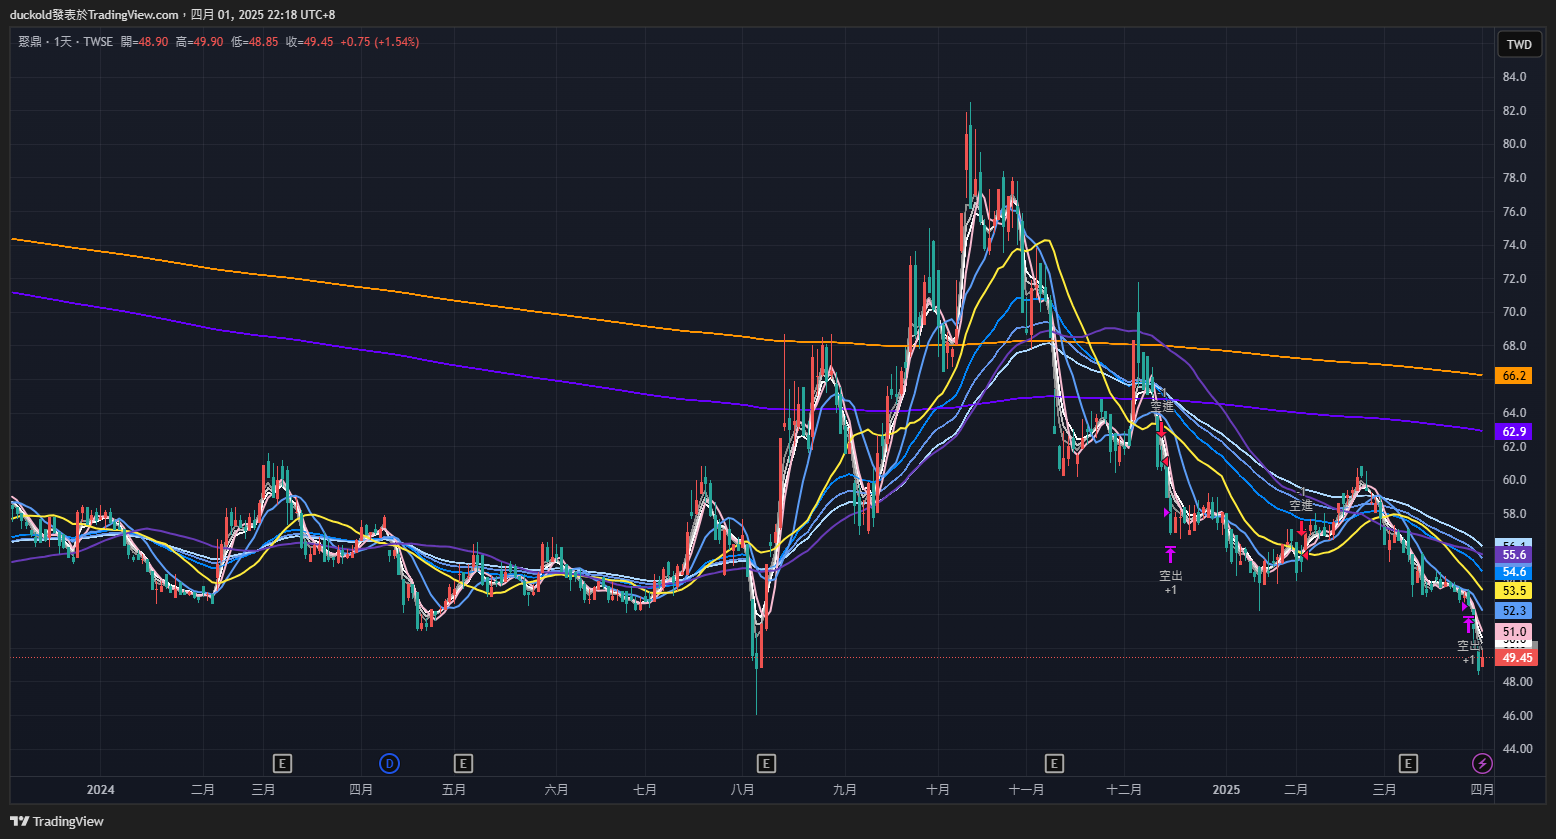 duckold發表於TradingView.com，四月 01, 2025 22:18 UTC+8
聚鼎 · 1天 · TWSE 開=48.90 高=49.90 低=48.85 收=49.45 +0.75 (+1.54%)
TWD
84.0
82.0
80.0
78.0
76.0
74.0
72.0
70.0
68.0
66.2
64.0
62.9
62.0
60.0
58.0
55.6
54.6
53.5
52.3
51.0
49.45
48.00
46.00
44.00
空進
-1
空出
+1
空進
-1
空出
+1
E D E E E E
2024 二月 三月 四月 五月 六月 七月 八月 九月 十月 十一月 十二月 2025 二月 三月 四月
TradingView